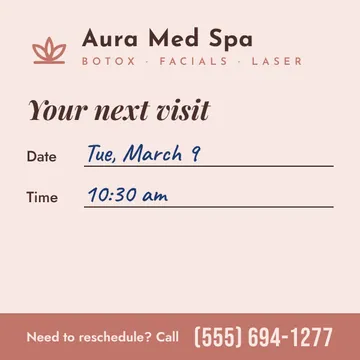 Aura Med Spa
BOTOX · FACIALS · LASER
Your next visit
Date Tue, March 9
Time 10:30 am
Need to reschedule? Call (555) 694-1277